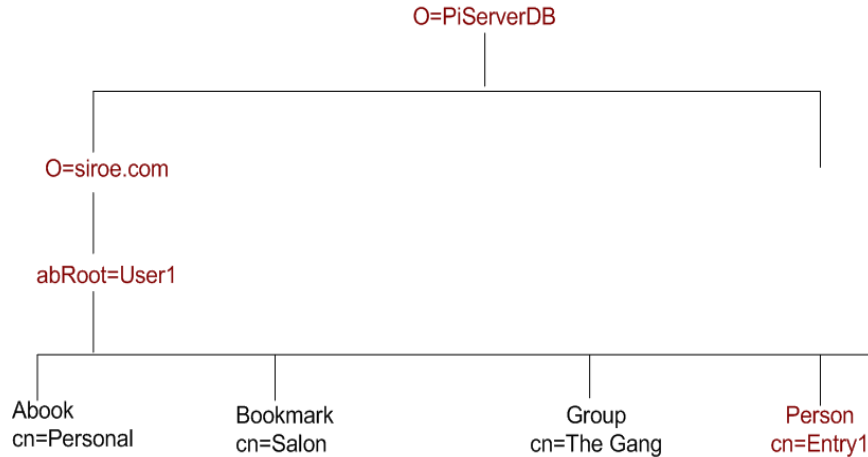 O=PiServerDB
O=siroe.com
abRoot=User1
Abook
cn=Personal
Bookmark
cn=Salon
Group
cn=The Gang
Person
cn=Entry1